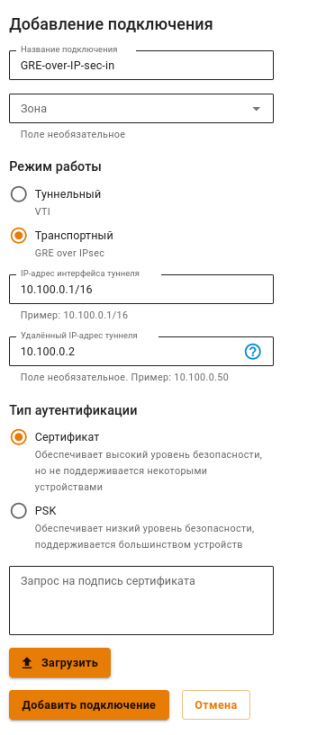 Добавление подключения
Название подключения
GRE-over-IP-sec-in
Зона
Поле необязательное
Режим работы
Туннельный
VTI
Транспортный
GRE over IPsec
IP-адрес интерфейса туннеля
10.100.0.1/16
Пример: 10.100.0.1/16
Удалённый IP-адрес туннеля
10.100.0.2
Поле необязательное. Пример: 10.100.0.50
Тип аутентификации
Сертификат
Обеспечивает высокий уровень безопасности,
но не поддерживается некоторыми
устройствами
PSK
Обеспечивает низкий уровень безопасности,
поддерживается большинством устройств
Запрос на подпись сертификата
Загрузить
Добавить подключение
Отмена